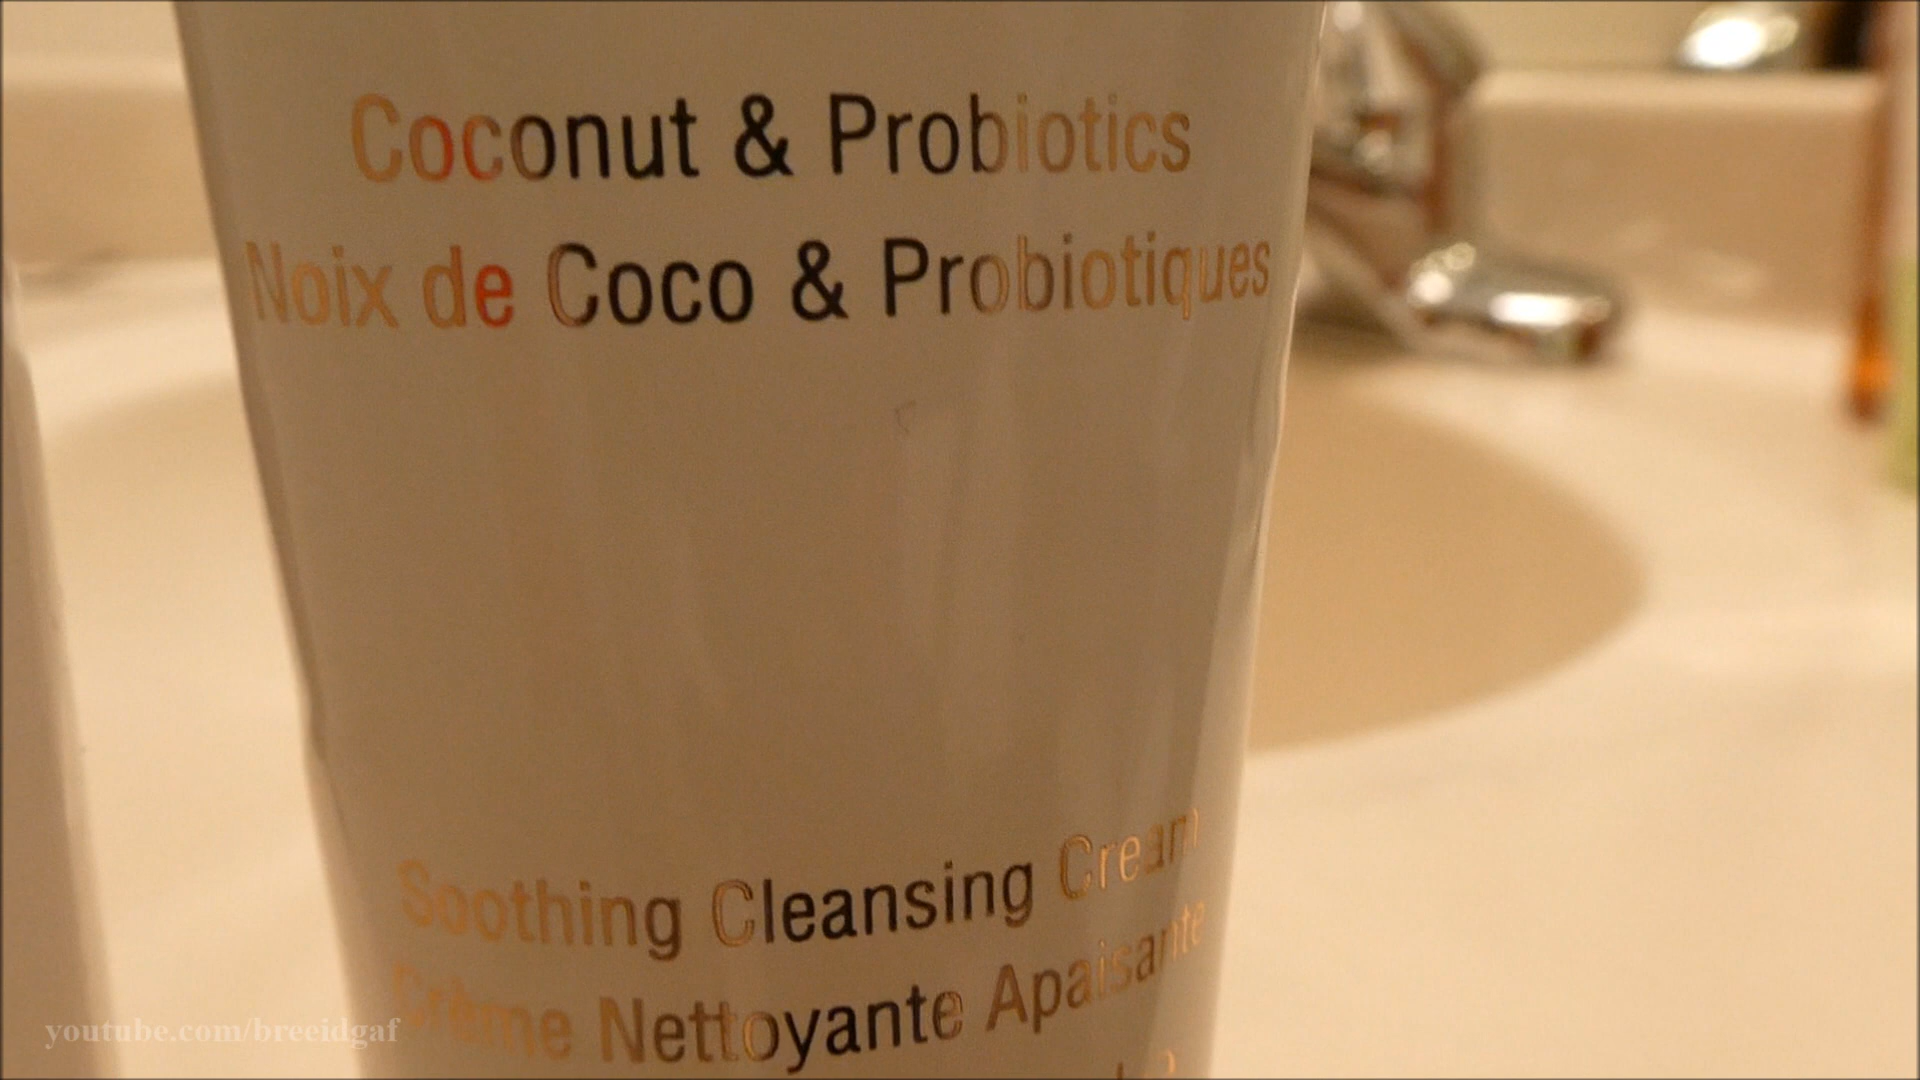 Coconut & Probiotics
Noix de Coco & Probiotiques
Soothing Cleansing Cream
Crème Nettoyante Apaisante
youtube.com/breeidgaf